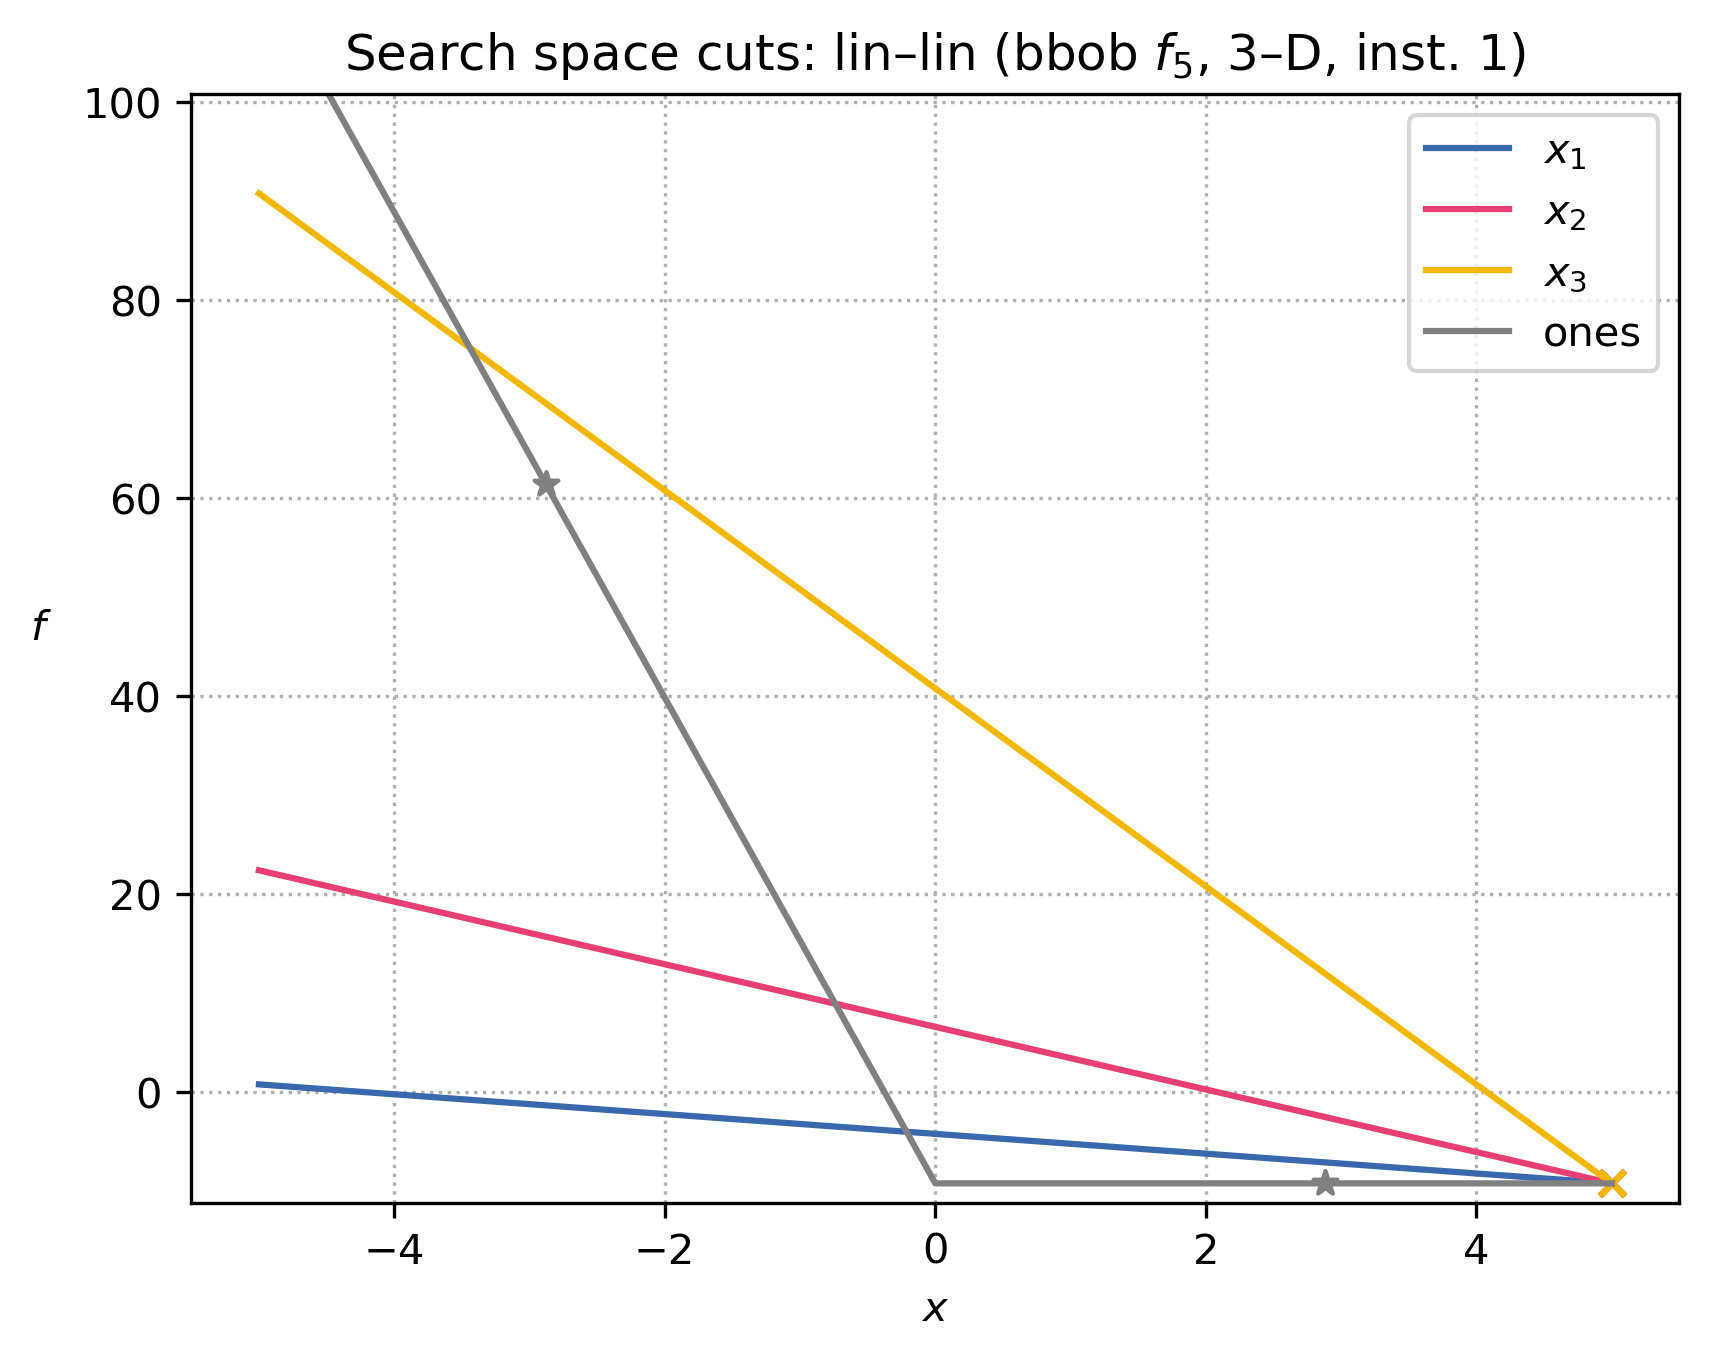 Search space cuts: lin–lin (bbob f₅, 3–D, inst. 1)
100
80
60
40
20
0
f
x₁
x₂
x₃
ones
−4
−2
0
2
4
x